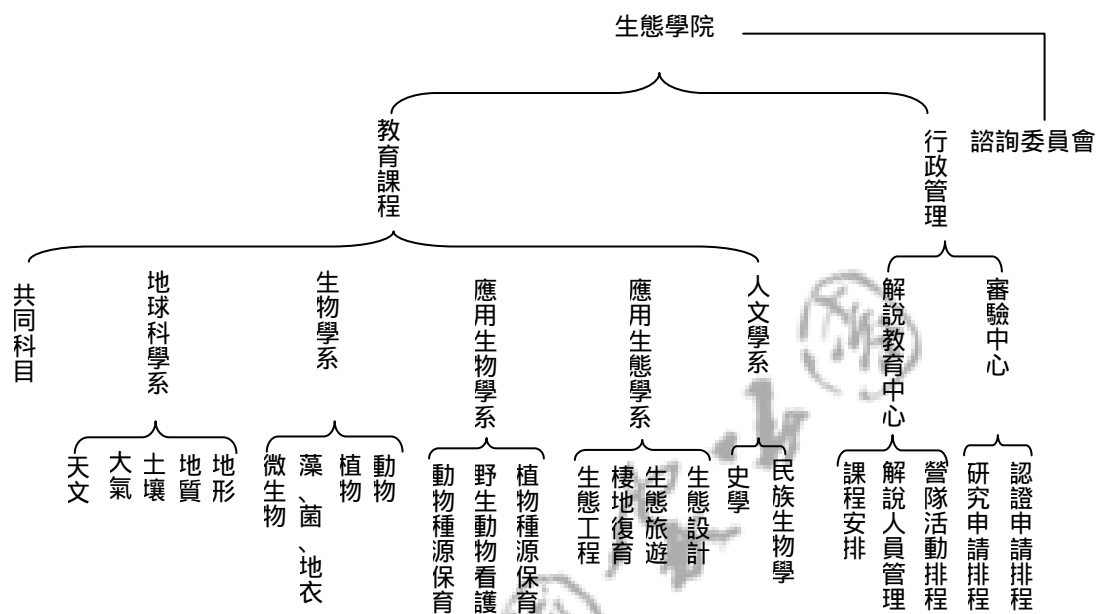 生態學院
諮詢委員會
教育課程
行政管理
共同科目
地球科學系
生物學系
應用生物學系
應用生態學系
人文學系
解說教育中心
審驗中心
天文
大氣
土壤
地質
地形
微生物
藻、菌、地衣
植物
動物
動物種源保育
野生動物看護
植物種源保育
生態工程
棲地復育
生態旅遊
生態設計
史學
民族生物學
課程安排
解說人員管理
營隊活動排程
研究申請排程
認證申請排程